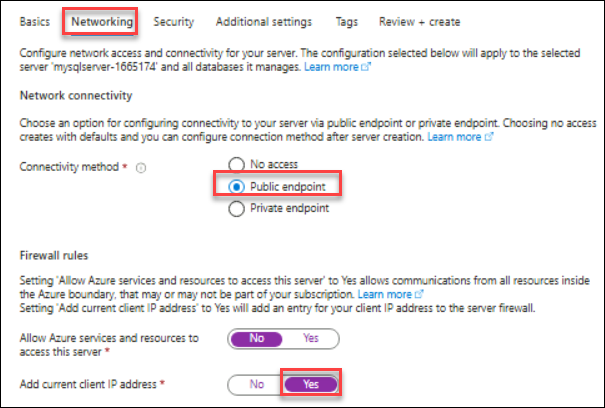 Basics Networking Security Additional settings Tags Review + create
Configure network access and connectivity for your server. The configuration selected below will apply to the selected
server 'mysqlserver-1665174' and all databases it manages. Learn more
Network connectivity
Choose an option for configuring connectivity to your server via public endpoint or private endpoint. Choosing no access
creates with defaults and you can configure connection method after server creation. Learn more
Connectivity method *
No access
Public endpoint
Private endpoint
Firewall rules
Setting 'Allow Azure services and resources to access this server' to Yes allows communications from all resources inside
the Azure boundary, that may or may not be part of your subscription. Learn more
Setting 'Add current client IP address' to Yes will add an entry for your client IP address to the server firewall.
Allow Azure services and resources to No Yes
access this server *
Add current client IP address * No Yes